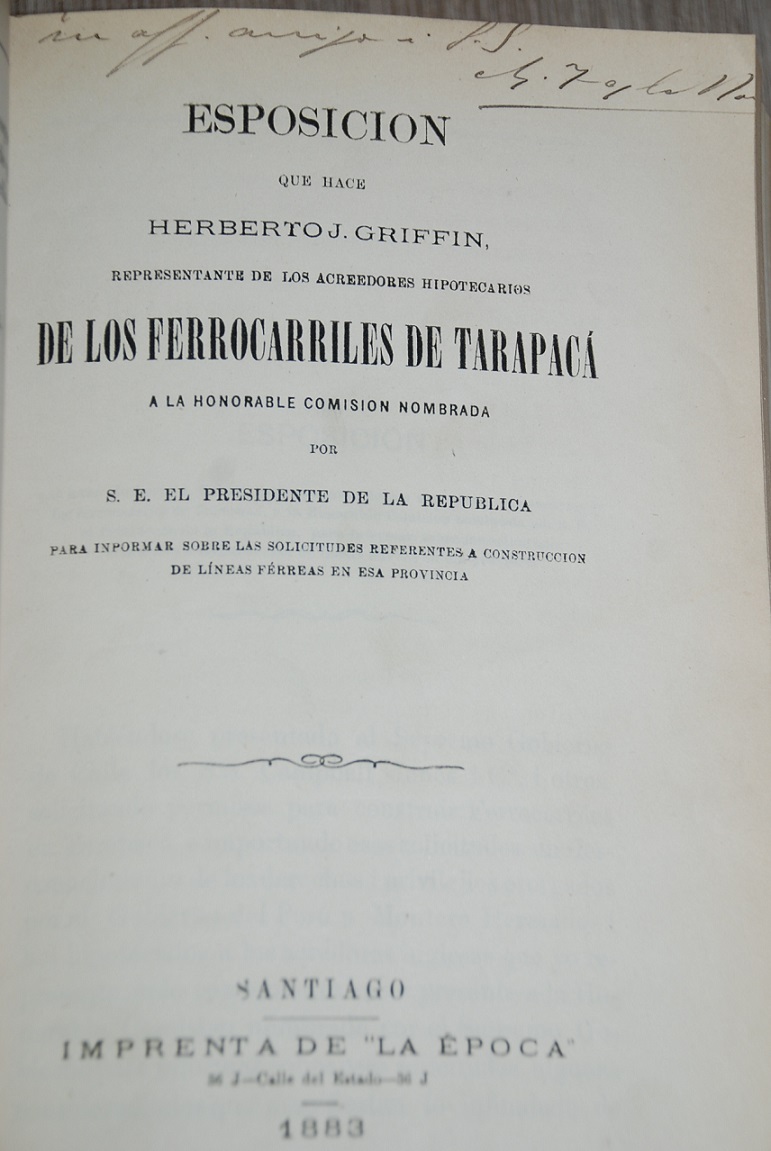 aff. amigo i S. S.
ESPOSICION
QUE HACE
HERBERTO J. GRIFFIN,
REPRESENTANTE DE LOS ACREEDORES HIPOTECARIOS
DE LOS FERROCARRILES DE TARAPACÁ
A LA HONORABLE COMISION NOMBRADA
POR
S. E. EL PRESIDENTE DE LA REPUBLICA
PARA INFORMAR SOBRE LAS SOLICITUDES REFERENTES A CONSTRUCCION
DE LÍNEAS FÉRREAS EN ESA PROVINCIA
SANTIAGO
IMPRENTA DE "LA ÉPOCA"
36 J—Calle del Estado—36 J
1883